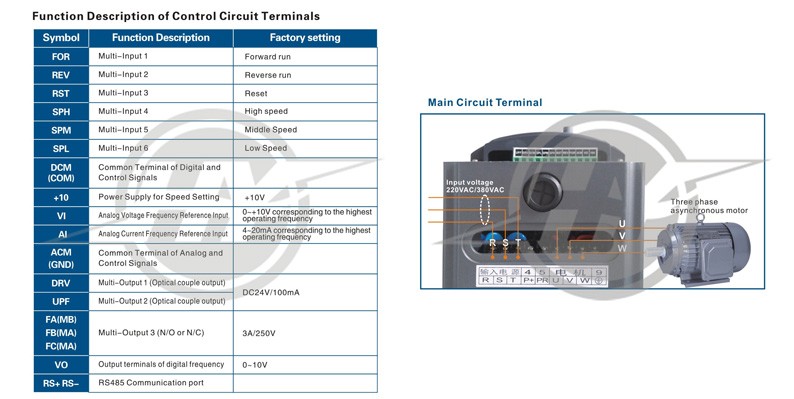 Function Description of Control Circuit Terminals
Symbol Function Description Factory setting
FOR Multi-Input 1 Forward run
REV Multi-Input 2 Reverse run
RST Multi-Input 3 Reset
SPH Multi-Input 4 High speed
SPM Multi-Input 5 Middle Speed
SPL Multi-Input 6 Low Speed
DCM (COM) Common Terminal of Digital and
Control Signals
+10 Power Supply for Speed Setting +10V
VI Analog Voltage Frequency Reference Input 0~+10V corresponding to the highest
operating frequency
AI Analog Current Frequency Reference Input 4~20mA corresponding to the highest
operating frequency
ACM (GND) Common Terminal of Analog and
Control Signals
DRV Multi-Output 1 (Optical couple output)
DC24V/100mA
UPF Multi-Output 2 (Optical couple output)
FA(MB)
FB(MA) Multi-Output 3 (N/O or N/C) 3A/250V
FC(MA)
VO Output terminals of digital frequency 0~10V
RS+ RS- RS485 Communication port
Main Circuit Terminal
Input voltage
220VAC/380VAC
Three phase
asynchronous motor
U
V
W
R S T
输入电源 4 5 电 机 9
R S T P+ PR U V W